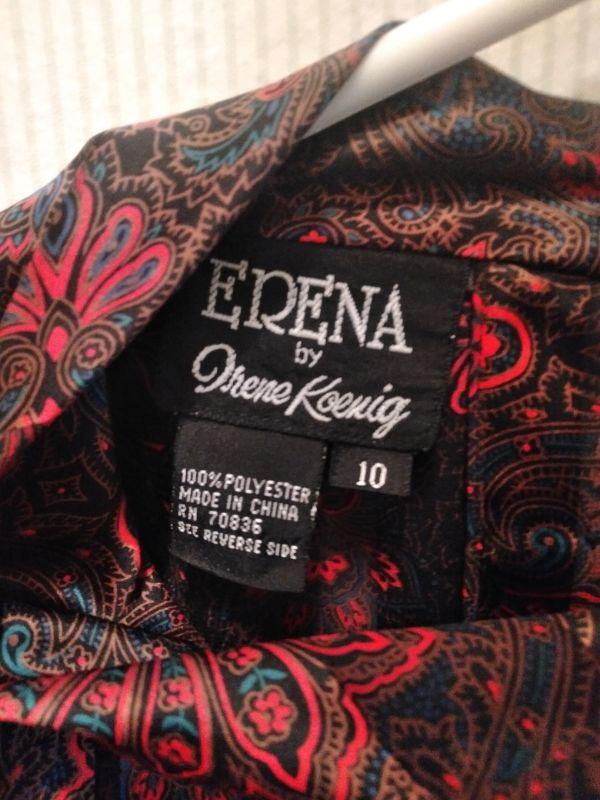 ERENA
by
Irene Koenig
10
100% POLYESTER
MADE IN CHINA
RN 70836
SEE REVERSE SIDE